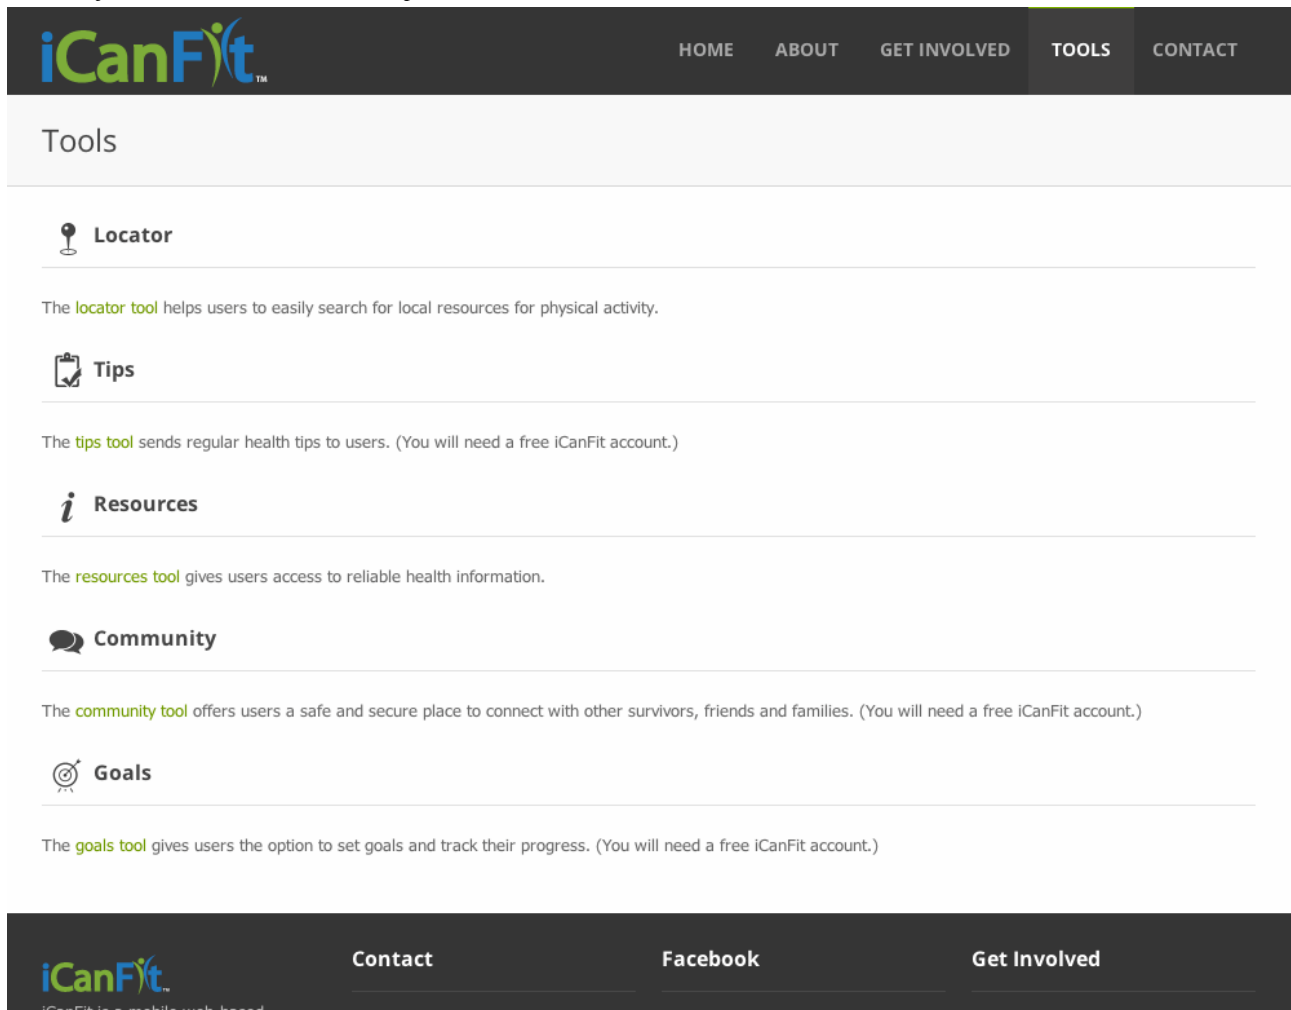 iCanFit™
HOME ABOUT GET INVOLVED TOOLS CONTACT
Tools
Locator
The locator tool helps users to easily search for local resources for physical activity.
Tips
The tips tool sends regular health tips to users. (You will need a free iCanFit account.)
Resources
The resources tool gives users access to reliable health information.
Community
The community tool offers users a safe and secure place to connect with other survivors, friends and families. (You will need a free iCanFit account.)
Goals
The goals tool gives users the option to set goals and track their progress. (You will need a free iCanFit account.)
iCanFit™
Contact
Facebook
Get Involved
iCanFit is a mobile web-based